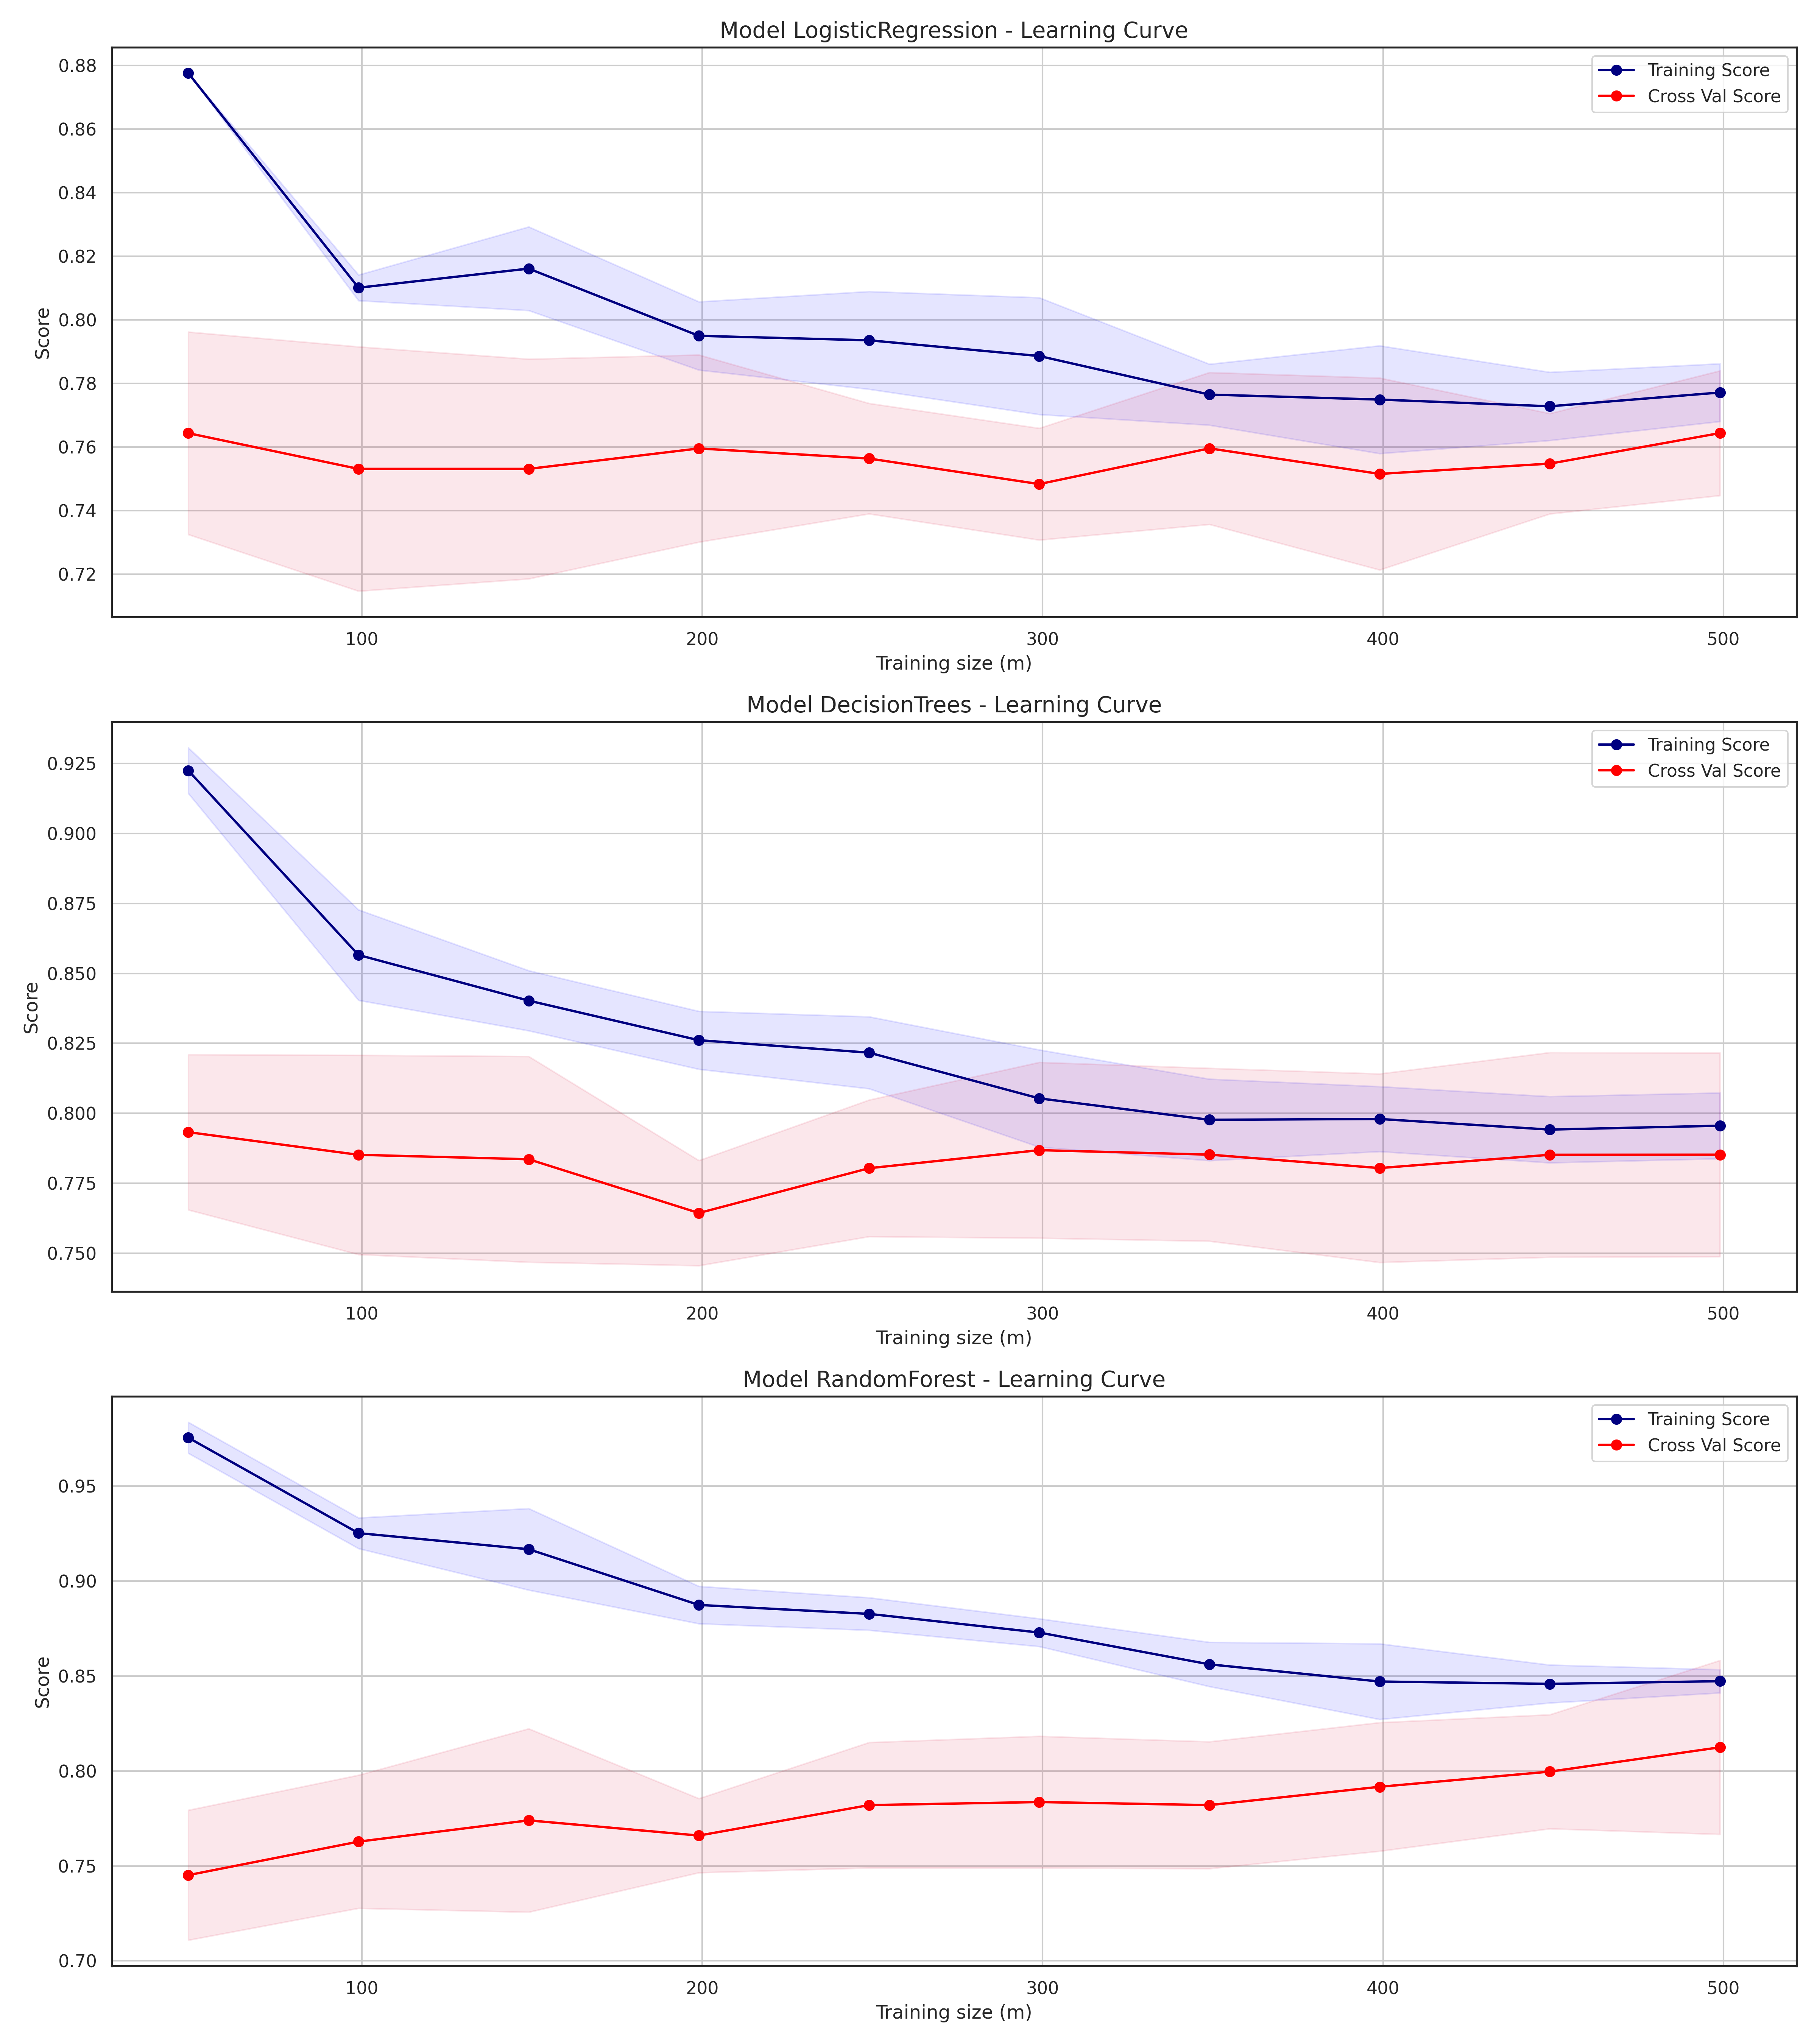 Model LogisticRegression - Learning Curve
Training Score
Cross Val Score
0.88
0.86
0.84
0.82
0.80
0.78
0.76
0.74
0.72
Score
100 200 300 400 500
Training size (m)
Model DecisionTrees - Learning Curve
Training Score
Cross Val Score
0.925
0.900
0.875
0.850
0.825
0.800
0.775
0.750
Score
100 200 300 400 500
Training size (m)
Model RandomForest - Learning Curve
Training Score
Cross Val Score
0.95
0.90
0.85
0.80
0.75
0.70
Score
100 200 300 400 500
Training size (m)